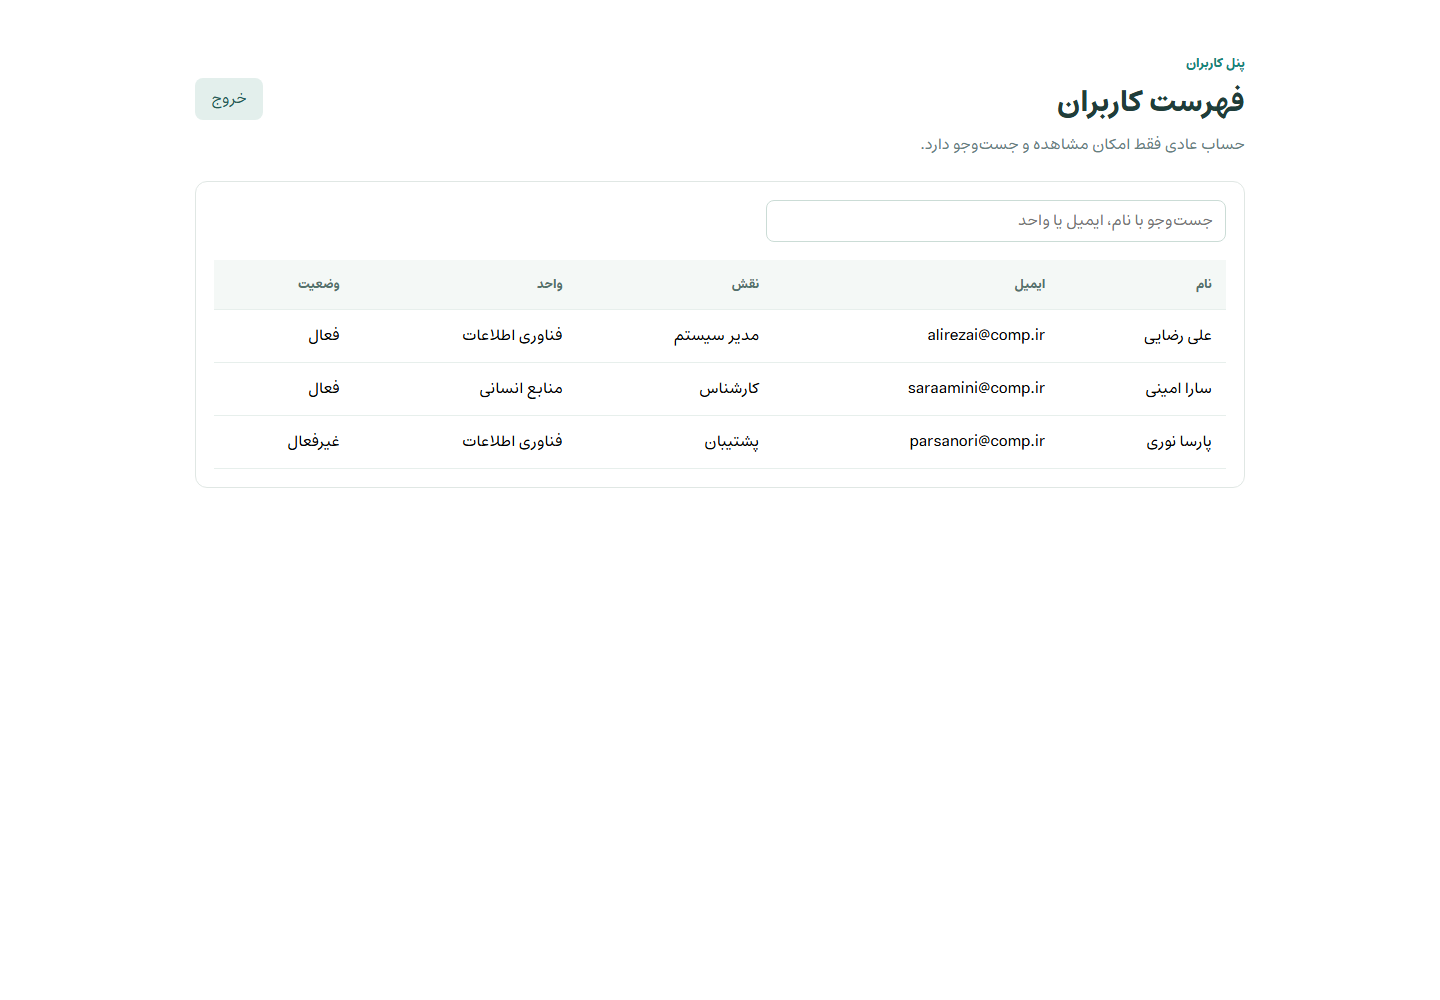 پنل کاربران
فهرست کاربران
خروج
حساب عادی فقط امکان مشاهده و جست‌وجو دارد.
جست‌وجو با نام، ایمیل یا واحد
نام ایمیل نقش واحد وضعیت
علی رضایی alirezai@comp.ir مدیر سیستم فناوری اطلاعات فعال
سارا امینی saraamini@comp.ir کارشناس منابع انسانی فعال
پارسا نوری parsanori@comp.ir پشتیبان فناوری اطلاعات غیرفعال